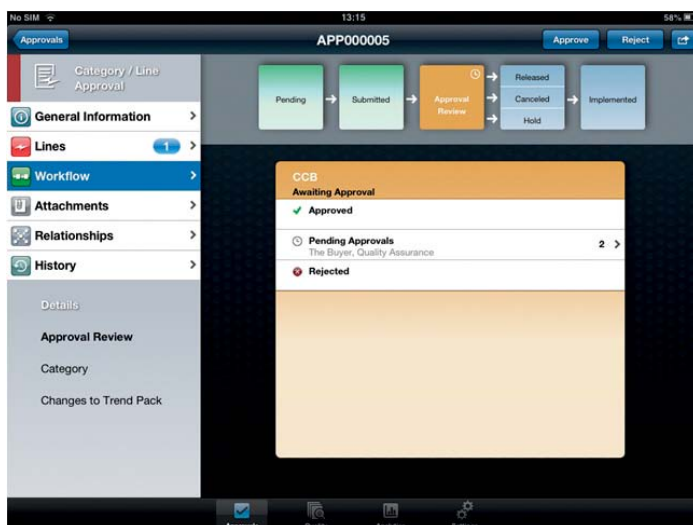 No SIM 13:15 58%
Approvals APP000005 Approve Reject
Category / Line
Approval
General Information
Lines 1
Workflow
Attachments
Relationships
History
Details
Approval Review
Category
Changes to Trend Pack
Pending
Submitted
Approval
Review
Released
Canceled
Hold
Implemented
CCB
Awaiting Approval
Approved
Pending Approvals 2
The Buyer, Quality Assurance
Rejected